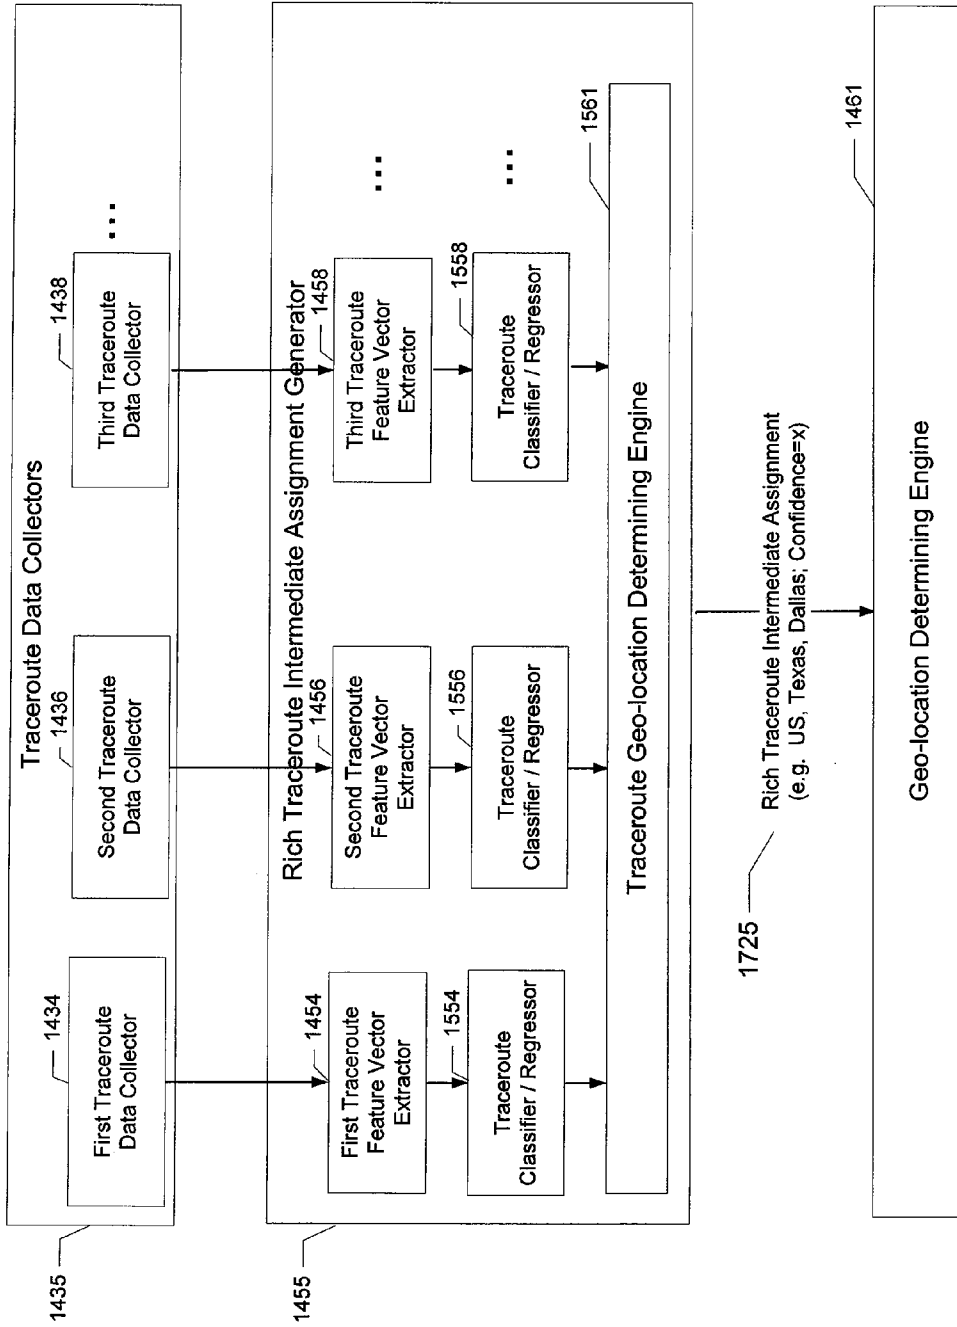 Traceroute Data Collectors
1435
1434
First Traceroute
Data Collector
1436
Second Traceroute
Data Collector
1438
Third Traceroute
Data Collector
...
Rich Traceroute Intermediate Assignment Generator
1455
1454
First Traceroute
Feature Vector
Extractor
1456
Second Traceroute
Feature Vector
Extractor
1458
Third Traceroute
Feature Vector
Extractor
...
1554
Traceroute
Classifier / Regressor
1556
Traceroute
Classifier / Regressor
1558
Traceroute
Classifier / Regressor
...
1561
Traceroute Geo-location Determining Engine
1725
Rich Traceroute Intermediate Assignment
(e.g. US, Texas, Dallas; Confidence=x)
1461
Geo-location Determining Engine